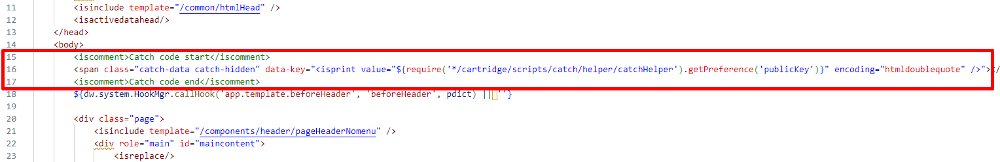 11 <isinclude template="/common/htmlHead" />
12 <isactivedatahead/>
13 </head>
14 <body>
15 <iscomment>Catch code start</iscomment>
16 <span class="catch-data catch-hidden" data-key="<isprint value="${require('*/cartridge/scripts/catch/helper/catchHelper').getPreference('publicKey')}" encoding="htmldoublequote" />"></
17 <iscomment>Catch code end</iscomment>
18 ${dw.system.HookMgr.callHook('app.template.beforeHeader', 'beforeHeader', pdict) || ''}
19
20 <div class="page">
21 <isinclude template="/components/header/pageHeaderNomenu" />
22 <div role="main" id="maincontent">
23 <isreplace/>